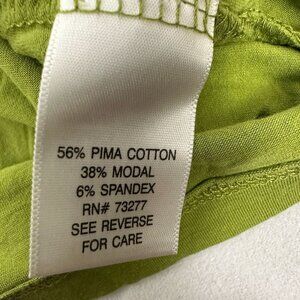 56% PIMA COTTON
38% MODAL
6% SPANDEX
RN# 73277
SEE REVERSE
FOR CARE